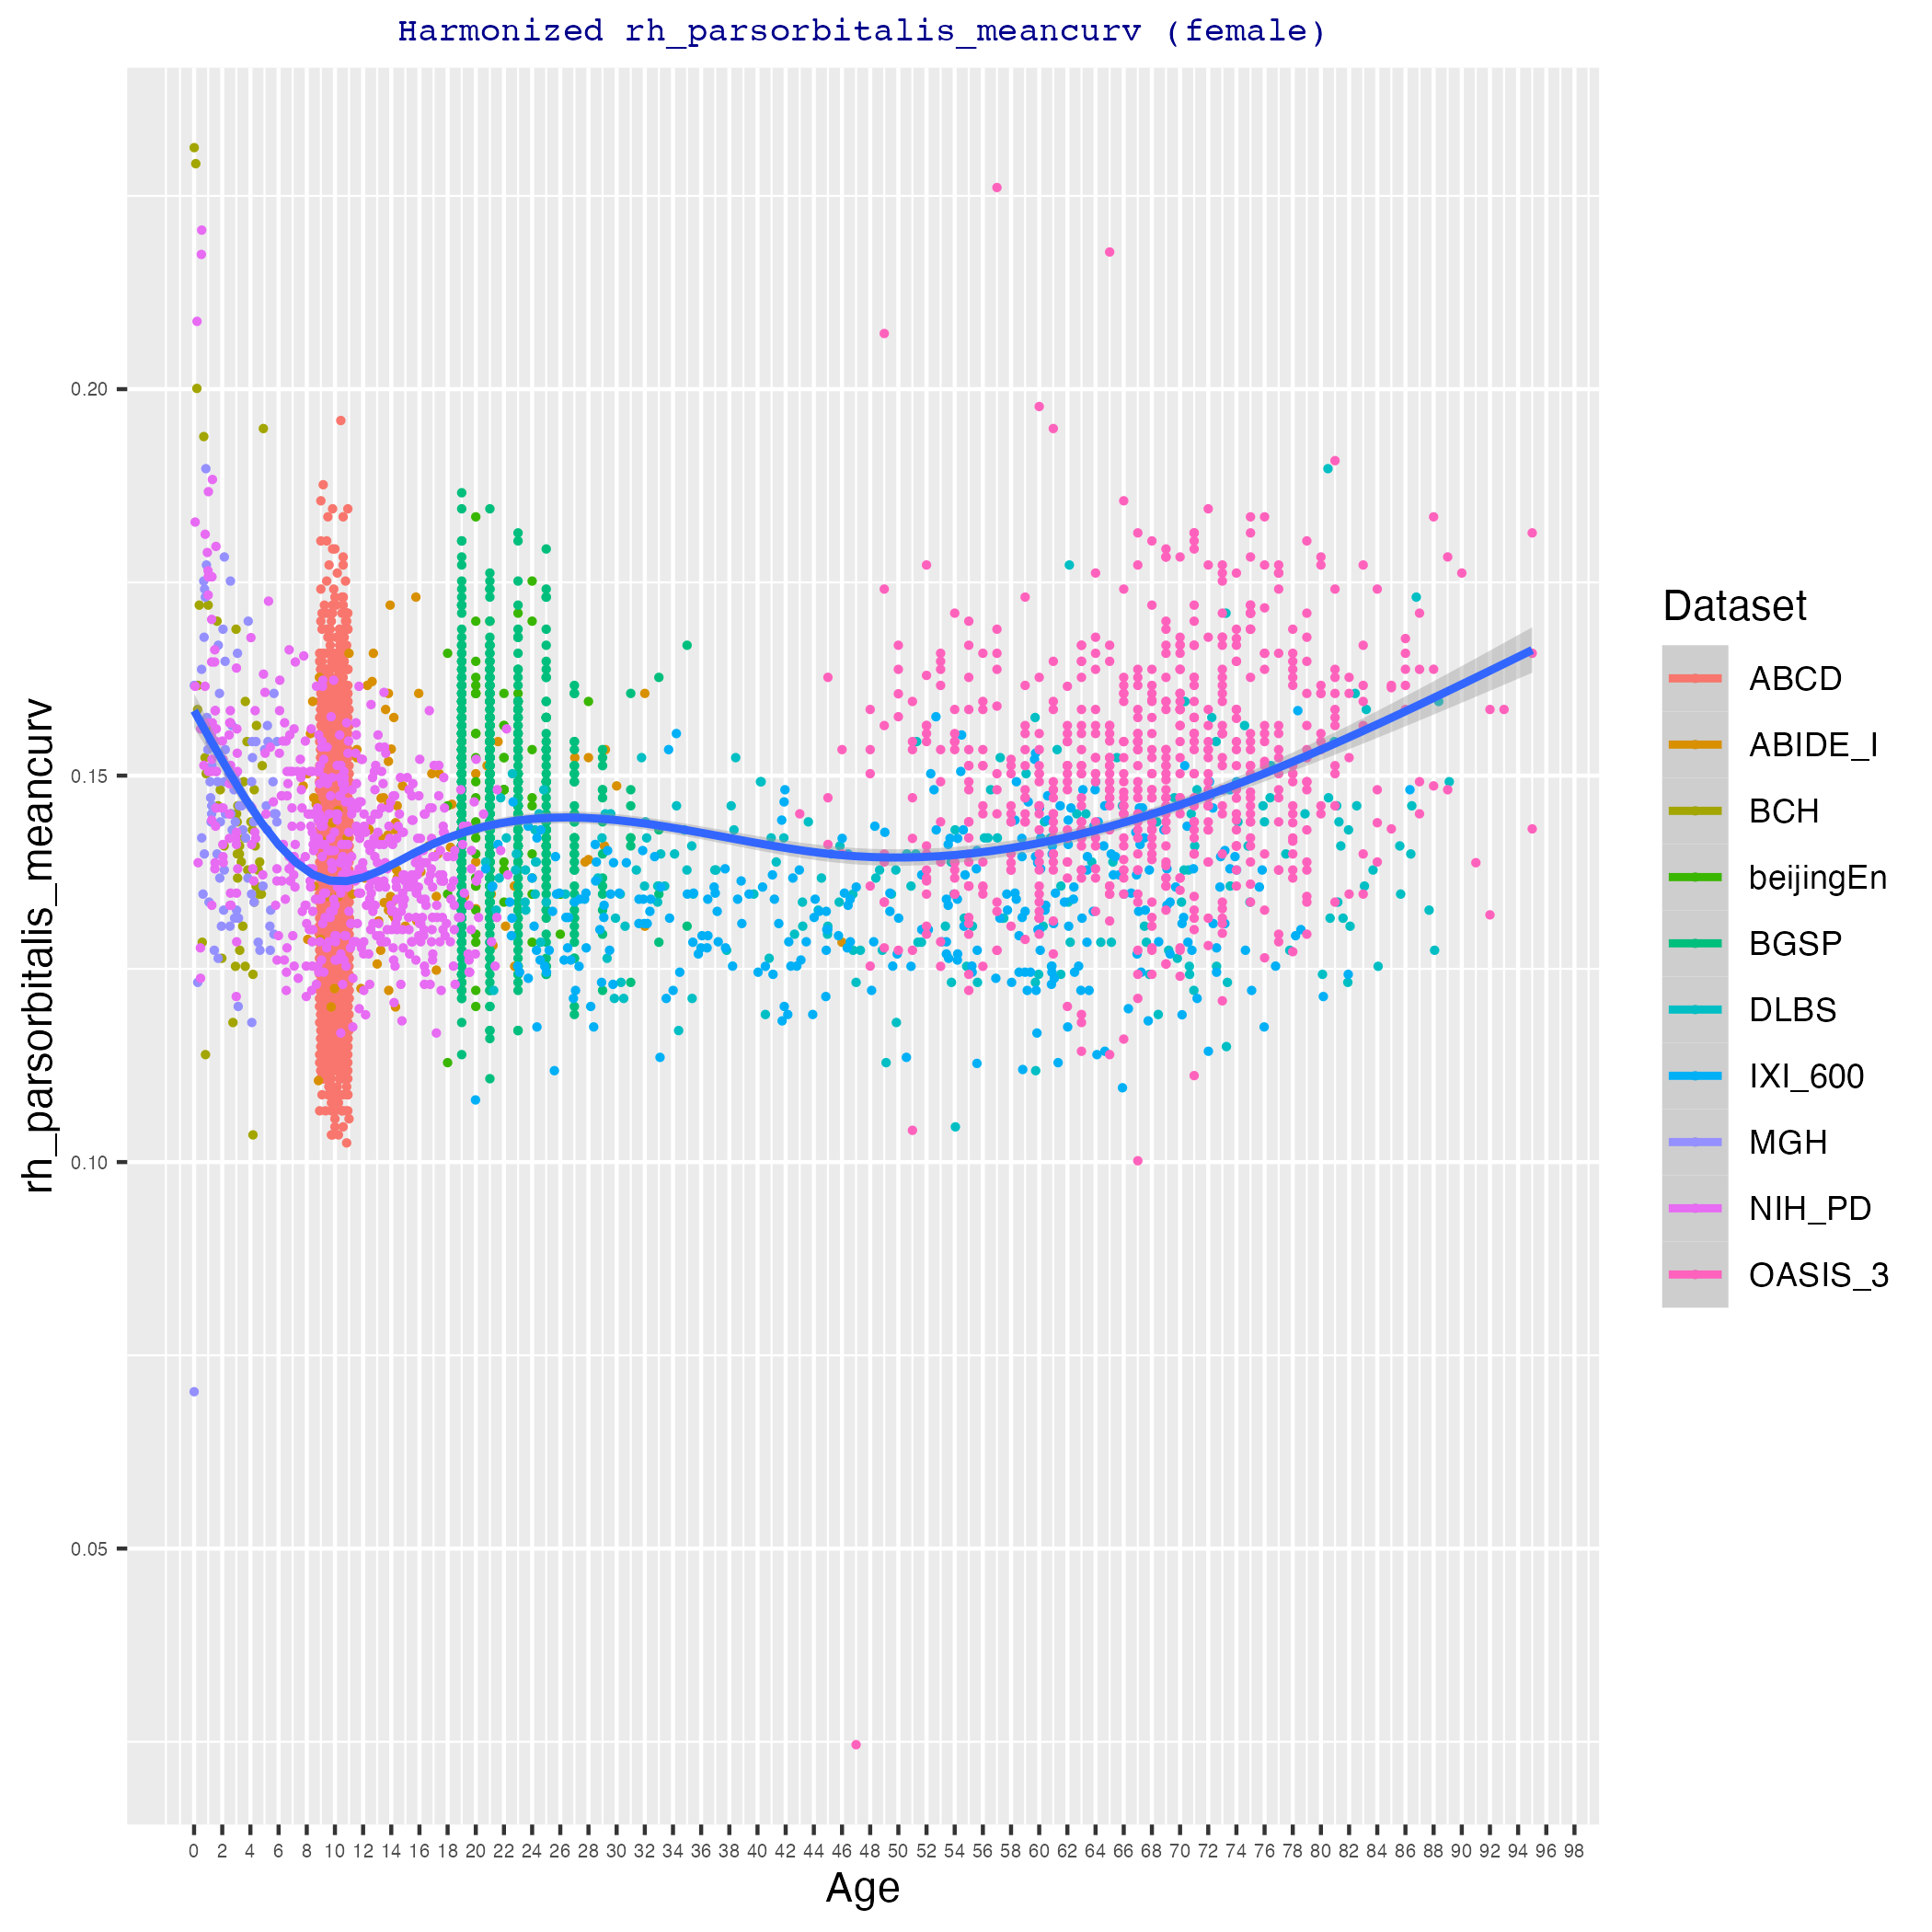 Harmonized rh_parsorbitalis_meancurv (female)
rh_parsorbitalis_meancurv
0.20
0.15
0.10
0.05
0 2 4 6 8 10 12 14 16 18 20 22 24 26 28 30 32 34 36 38 40 42 44 46 48 50 52 54 56 58 60 62 64 66 68 70 72 74 76 78 80 82 84 86 88 90 92 94 96 98
Age
Dataset
ABCD
ABIDE_I
BCH
beijingEn
BGSP
DLBS
IXI_600
MGH
NIH_PD
OASIS_3